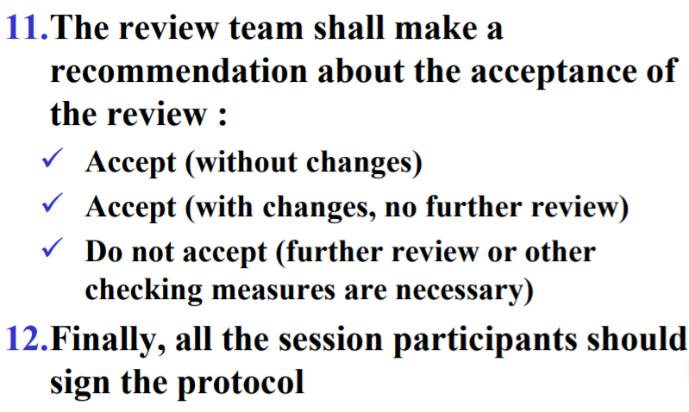 11.The review team shall make a
recommendation about the acceptance of
the review :
✓ Accept (without changes)
✓ Accept (with changes, no further review)
✓ Do not accept (further review or other
checking measures are necessary)
12.Finally, all the session participants should
sign the protocol